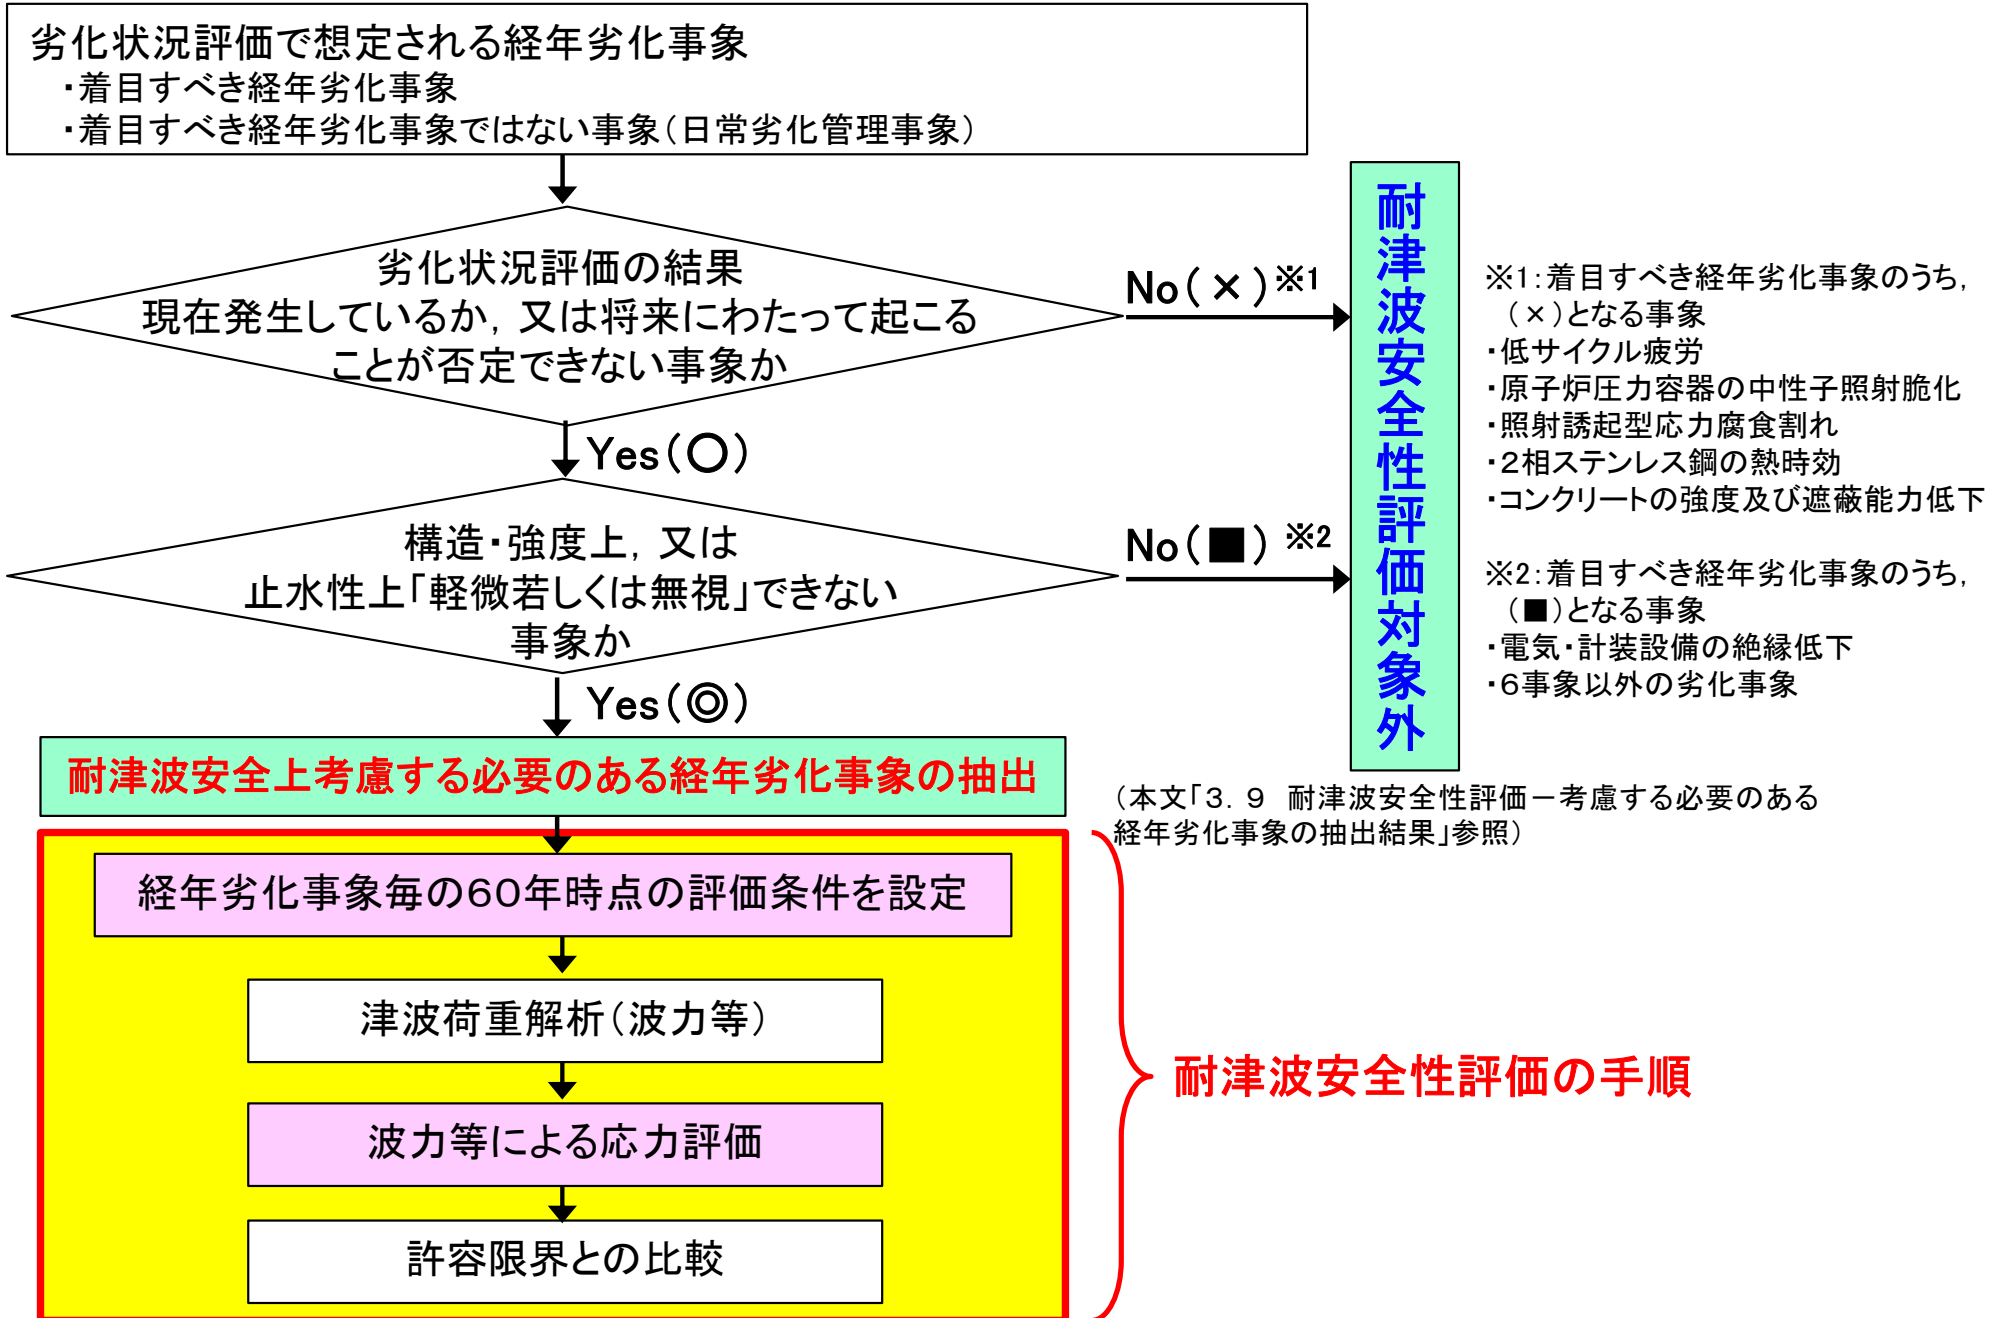 劣化状況評価で想定される経年劣化事象
・着目すべき経年劣化事象
・着目すべき経年劣化事象ではない事象(日常劣化管理事象)
劣化状況評価の結果
現在発生しているか，又は将来にわたって起こる
ことが否定できない事象か
No(×)※1
Yes(○)
構造・強度上，又は
止水性上「軽微若しくは無視」できない
事象か
No(■)※2
Yes(◎)
耐津波安全性評価対象外
※1：着目すべき経年劣化事象のうち，
(×)となる事象
・低サイクル疲労
・原子炉圧力容器の中性子照射脆化
・照射誘起型応力腐食割れ
・2相ステンレス鋼の熱時効
・コンクリートの強度及び遮蔽能力低下
※2：着目すべき経年劣化事象のうち，
(■)となる事象
・電気・計装設備の絶縁低下
・6事象以外の劣化事象
耐津波安全上考慮する必要のある経年劣化事象の抽出
(本文「3．9　耐津波安全性評価－考慮する必要のある
経年劣化事象の抽出結果」参照)
経年劣化事象毎の60年時点の評価条件を設定
津波荷重解析(波力等)
波力等による応力評価
許容限界との比較
耐津波安全性評価の手順